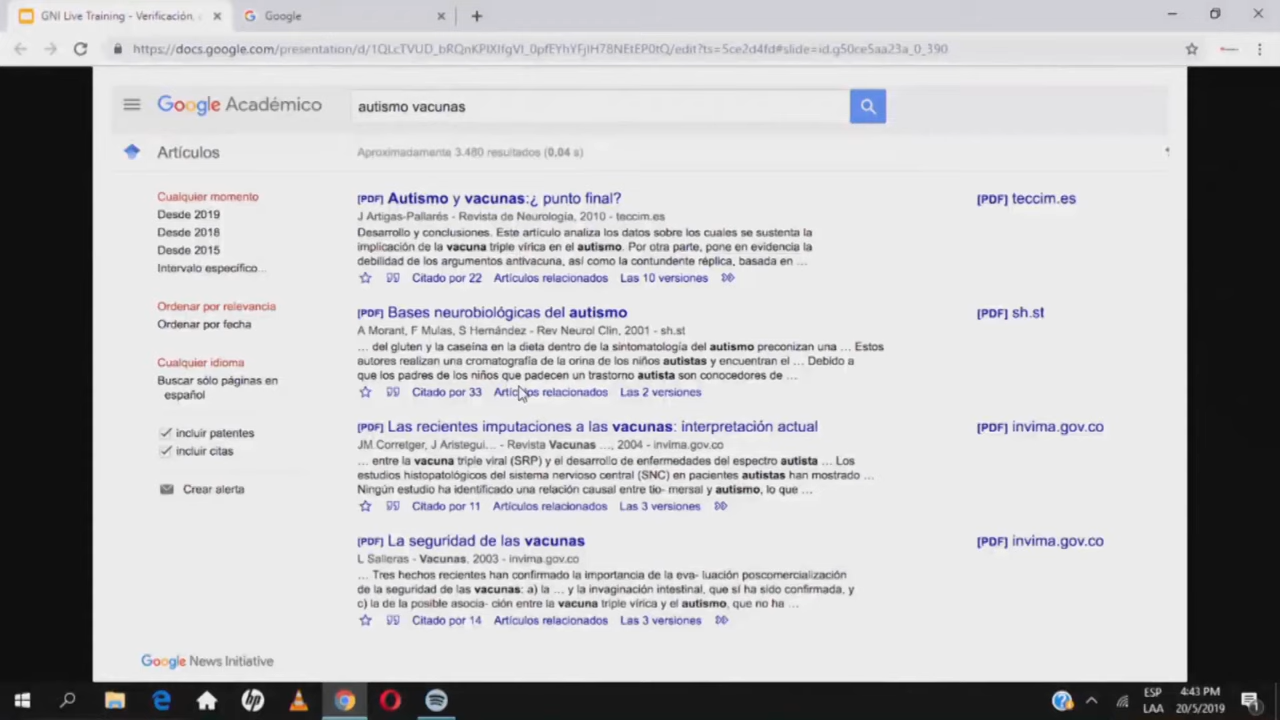 GNI Live Training - Verificación,
Google
docs.google.com/presentation/d/
Google Académico
autismo vacunas
Artículos
Aproximadamente 3.480 resultados (0,04 s)
Cualquier momento
Desde 2019
Desde 2018
Desde 2015
Intervalo específico...
Ordenar por relevancia
Ordenar por fecha
Cualquier idioma
Buscar sólo páginas en
español
incluir patentes
incluir citas
Crear alerta
[PDF] Autismo y vacunas:¿ punto final?
J Artigas-Pallarés - Revista de Neurología, 2010 - teccim.es
Desarrollo y conclusiones. Este artículo analiza los datos sobre los cuales se sustenta la
implicación de la vacuna triple vírica en el autismo. Por otra parte, pone en evidencia la
debilidad de los argumentos antivacuna, así como la contundente réplica, basada en ...
Citado por 22 Artículos relacionados Las 10 versiones
[PDF] teccim.es
[PDF] Bases neurobiológicas del autismo
A Morant, F Mulas, S Hernández - Rev Neurol Clin, 2001 - sh.st
... del gluten y la caseína en la dieta dentro de la sintomatología del autismo preconizan una ... Estos
autores realizan una cromatografía de la orina de los niños autistas y encuentran el ... Debido a
que los padres de los niños que padecen un trastorno autista son conocedores de ...
Citado por 33 Artículos relacionados Las 2 versiones
[PDF] sh.st
[PDF] Las recientes imputaciones a las vacunas: interpretación actual
JM Corretger, J Aristegui... - Revista Vacunas ..., 2004 - invima.gov.co
... entre la vacuna triple viral (SRP) y el desarrollo de enfermedades del espectro autista ... Los
estudios histopatológicos del sistema nervioso central (SNC) en pacientes autistas han mostrado ...
Ningún estudio ha identificado una relación causal entre tio- mersal y autismo, lo que ...
Citado por 11 Artículos relacionados Las 3 versiones
[PDF] invima.gov.co
[PDF] La seguridad de las vacunas
L Salleras - Vacunas, 2003 - invima.gov.co
... Tres hechos recientes han confirmado la importancia de la eva- luación poscomercialización
de la seguridad de las vacunas: a) la ... y la invaginación intestinal, que sí ha sido confirmada, y
c) la de la posible asocia- ción entre la vacuna triple vírica y el autismo, que no ha ...
Citado por 14 Artículos relacionados Las 3 versiones
[PDF] invima.gov.co
Google News Initiative
hp
ESP
LAA
4:43 PM
20/5/2019